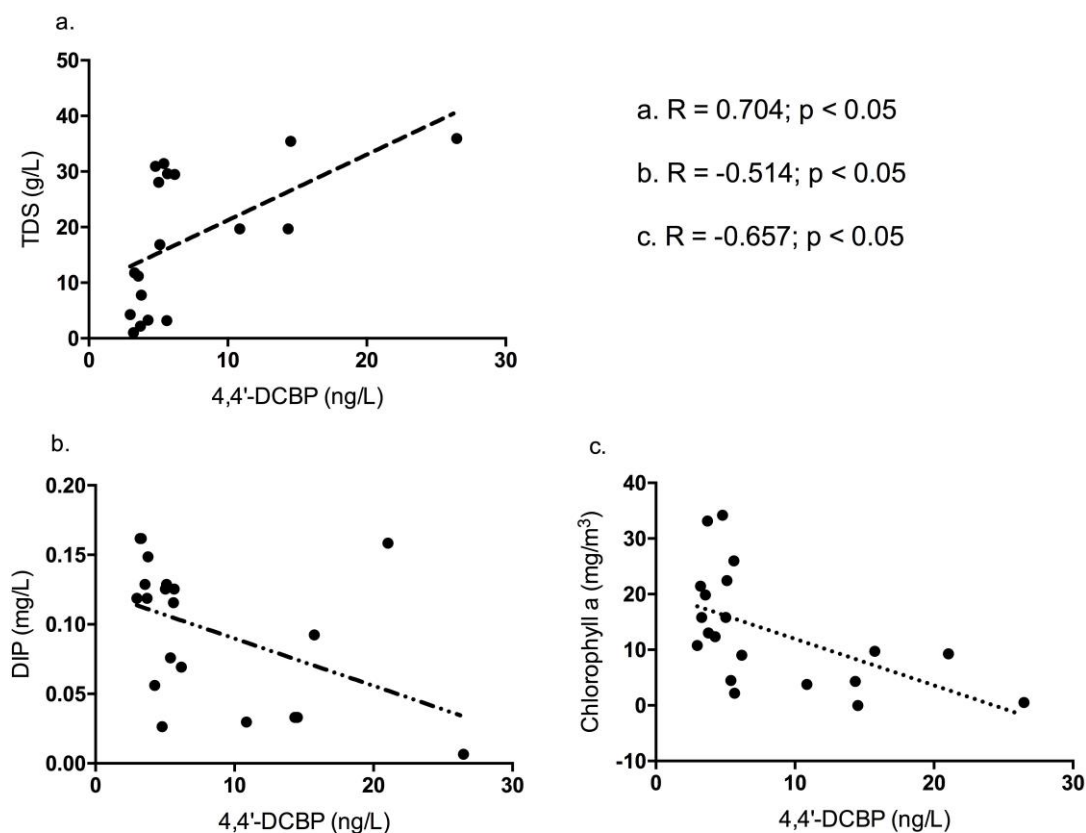 a.
50
40
30
20
10
0
TDS (g/L)
0 10 20 30
4,4'-DCBP (ng/L)
a. R = 0.704; p < 0.05
b. R = -0.514; p < 0.05
c. R = -0.657; p < 0.05
b.
0.20
0.15
0.10
0.05
0.00
DIP (mg/L)
0 10 20 30
4,4'-DCBP (ng/L)
c.
40
30
20
10
0
-10
Chlorophyll a (mg/m³)
0 10 20 30
4,4'-DCBP (ng/L)